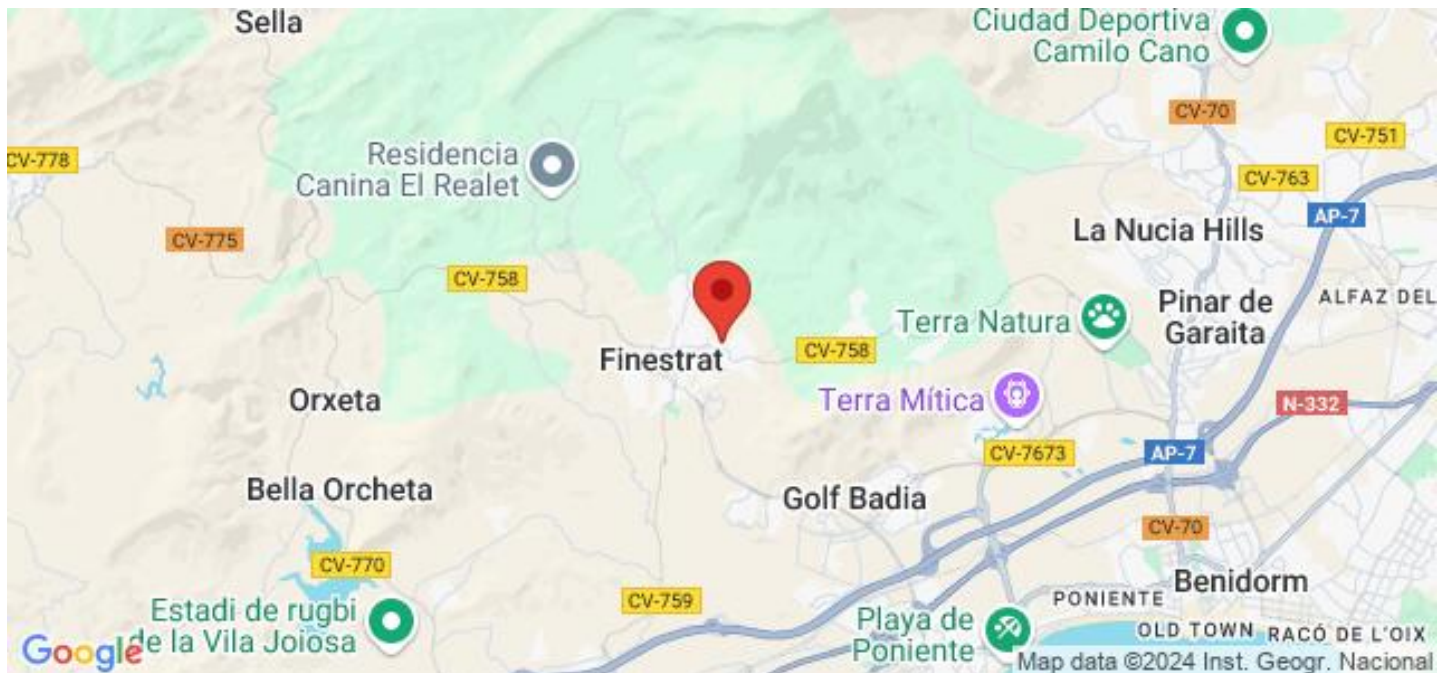 Sella
Ciudad Deportiva
Camilo Cano
CV-70
CV-751
CV-778
Residencia
Canina El Realet
CV-763
AP-7
La Nucia Hills
CV-775
CV-758
Pinar de
Garaita
ALFAZ DEL
Terra Natura
CV-758
Finestrat
Orxeta
Terra Mítica
N-332
CV-7673
AP-7
Bella Orcheta
Golf Badia
CV-70
CV-770
Benidorm
CV-759
PONIENTE
Estadi de rugbi
de la Vila Joiosa
Playa de
Poniente
OLD TOWN
RACÓ DE L'OIX
Google
Map data ©2024 Inst. Geogr. Nacional